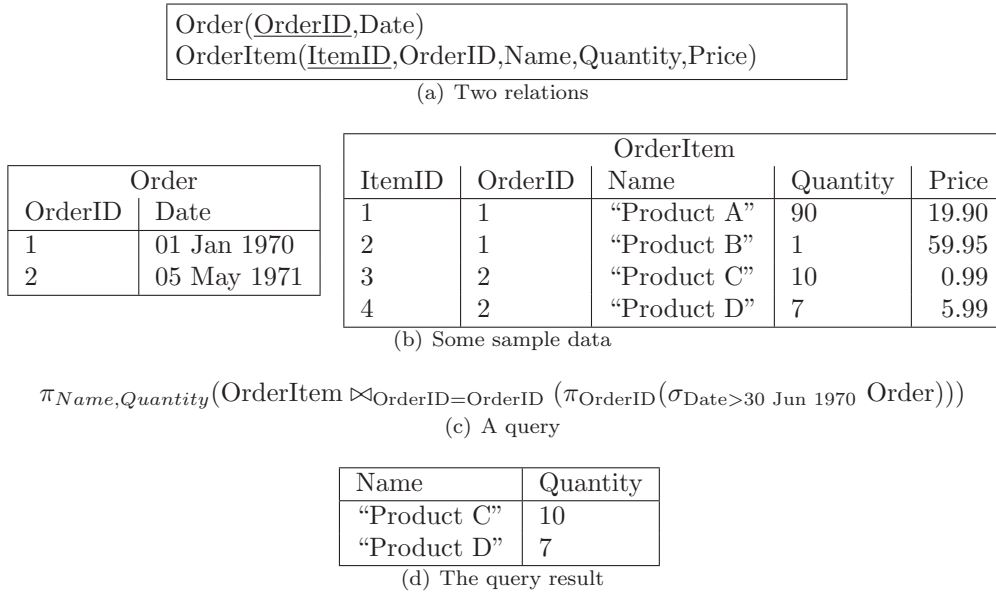 Order(OrderID,Date)
OrderItem(ItemID,OrderID,Name,Quantity,Price)
(a) Two relations
Order
OrderID Date
1 01 Jan 1970
2 05 May 1971
OrderItem
ItemID OrderID Name Quantity Price
1 1 “Product A” 90 19.90
2 1 “Product B” 1 59.95
3 2 “Product C” 10 0.99
4 2 “Product D” 7 5.99
(b) Some sample data
π_{Name,Quantity}(OrderItem ⋈_{OrderID=OrderID} (π_{OrderID}(σ_{Date>30 Jun 1970} Order)))
(c) A query
Name Quantity
“Product C” 10
“Product D” 7
(d) The query result